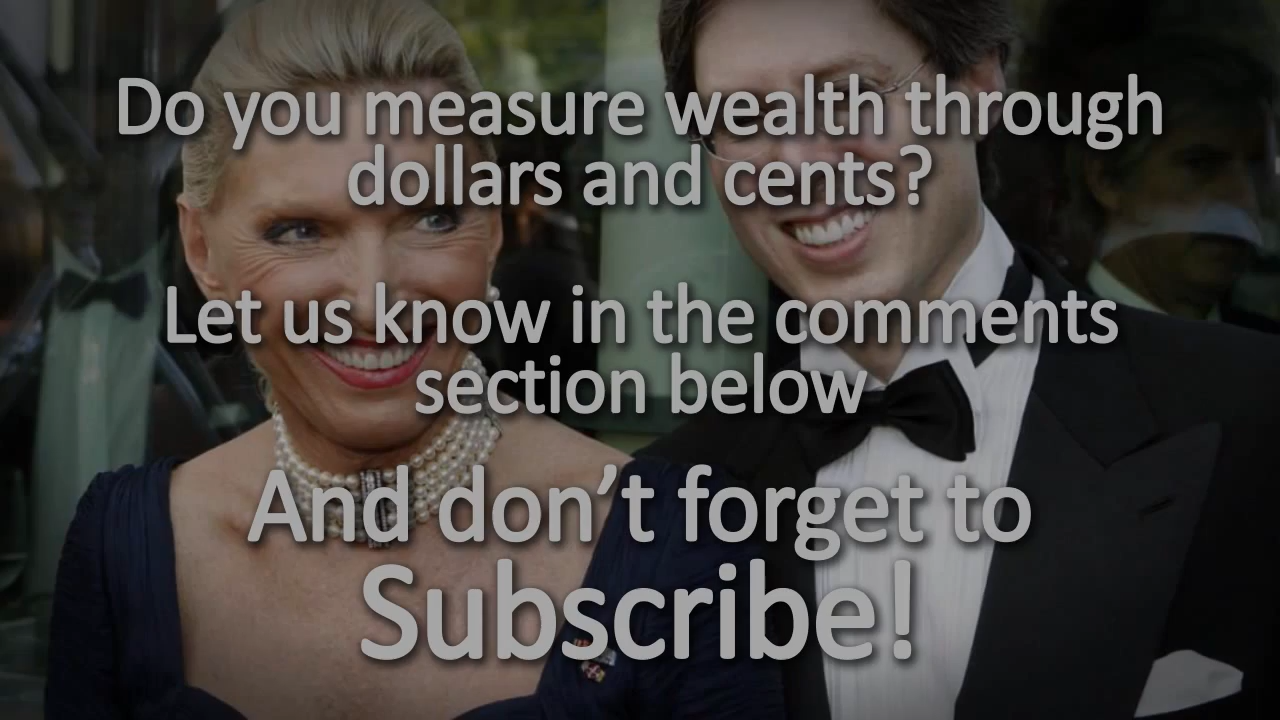 Do you measure wealth through
dollars and cents?
Let us know in the comments
section below
And don’t forget to
Subscribe!